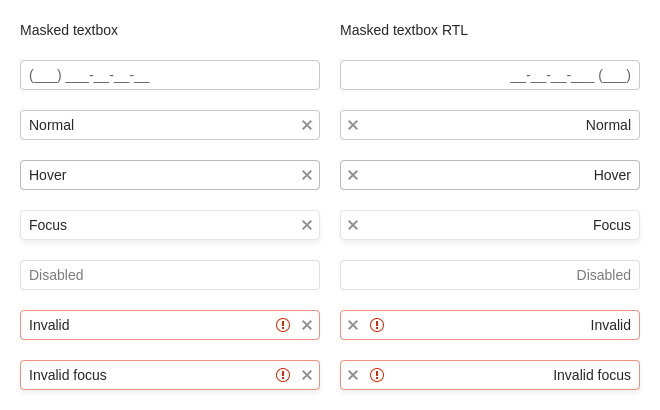 Masked textbox
(___) ___-__-__-__
Normal
Hover
Focus
Disabled
Invalid
Invalid focus
Masked textbox RTL
__-__-__-___ (___)
Normal
Hover
Focus
Disabled
Invalid
Invalid focus